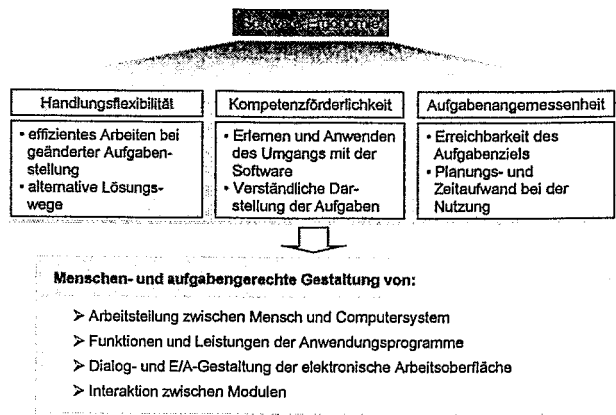 Software-Ergonomie
Handlungsflexibilität
• effizientes Arbeiten bei
geänderter Aufgaben-
stellung
• alternative Lösungs-
wege
Kompetenzförderlichkeit
• Erlernen und Anwenden
des Umgangs mit der
Software
• Verständliche Dar-
stellung der Aufgaben
Aufgabenangemessenheit
• Erreichbarkeit des
Aufgabenziels
• Planungs- und
Zeitaufwand bei der
Nutzung
Menschen- und aufgabengerechte Gestaltung von:
➢ Arbeitsteilung zwischen Mensch und Computersystem
➢ Funktionen und Leistungen der Anwendungsprogramme
➢ Dialog- und E/A-Gestaltung der elektronische Arbeitsoberfläche
➢ Interaktion zwischen Modulen